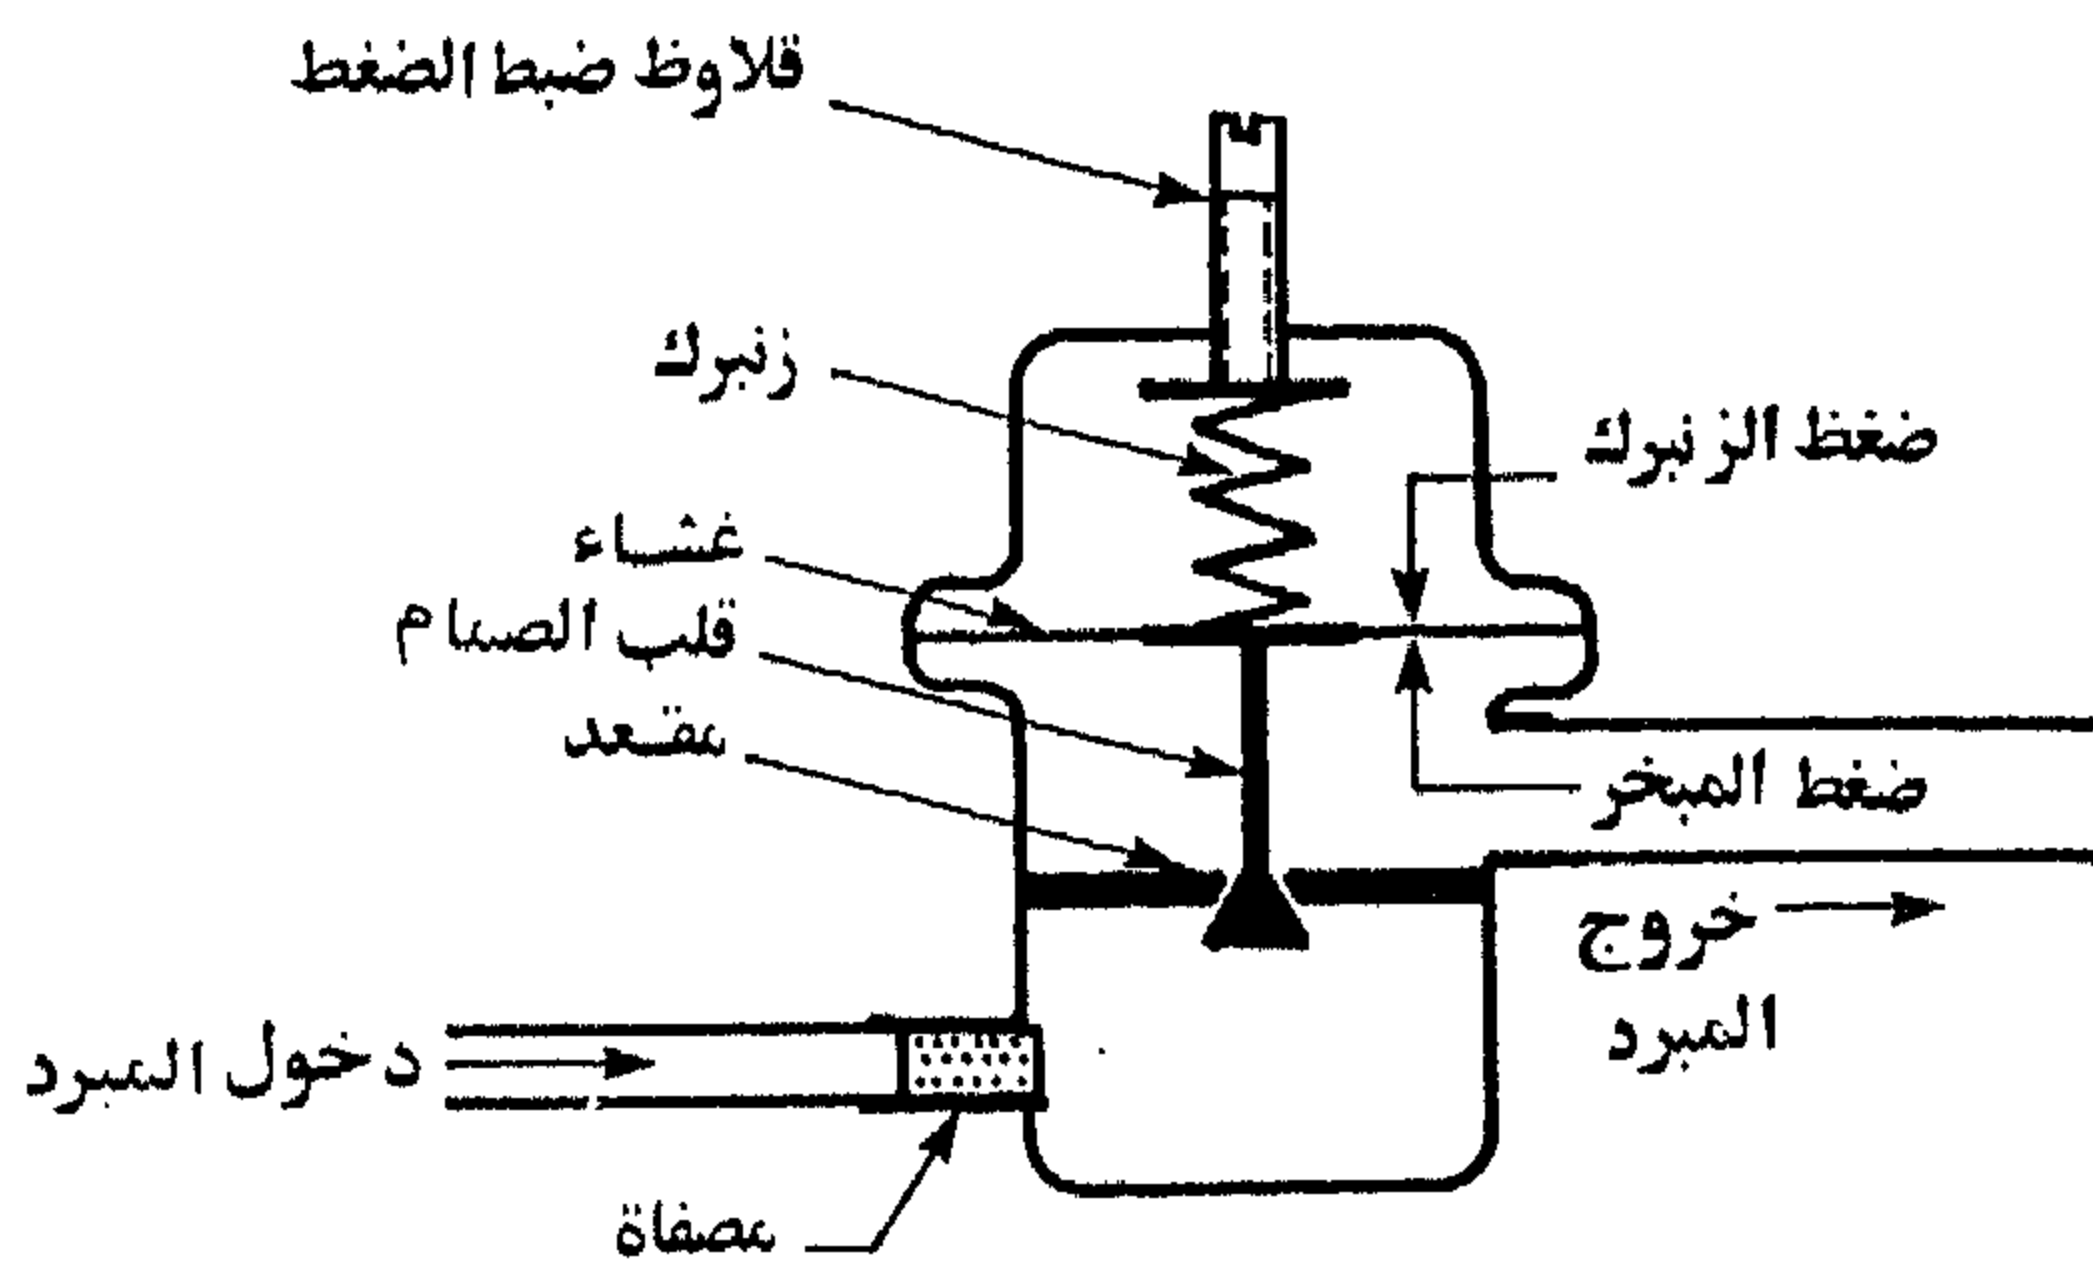 قلاوظ ضبط الضغط
زنبرك
ضغط الزنبرك
غشاء
قلب الصمام
مقعد
ضغط المبخر
خروج
المبرد
دخول المبرد
مصفاة